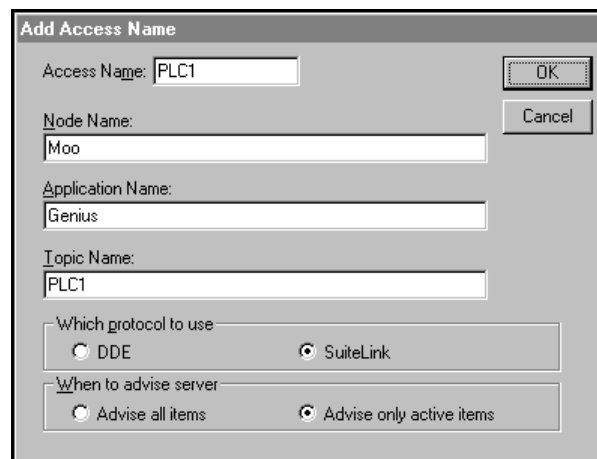 Add Access Name
Access Name: PLC1
OK
Cancel
Node Name:
Moo
Application Name:
Genius
Topic Name:
PLC1
Which protocol to use
DDE SuiteLink
When to advise server
Advise all items Advise only active items